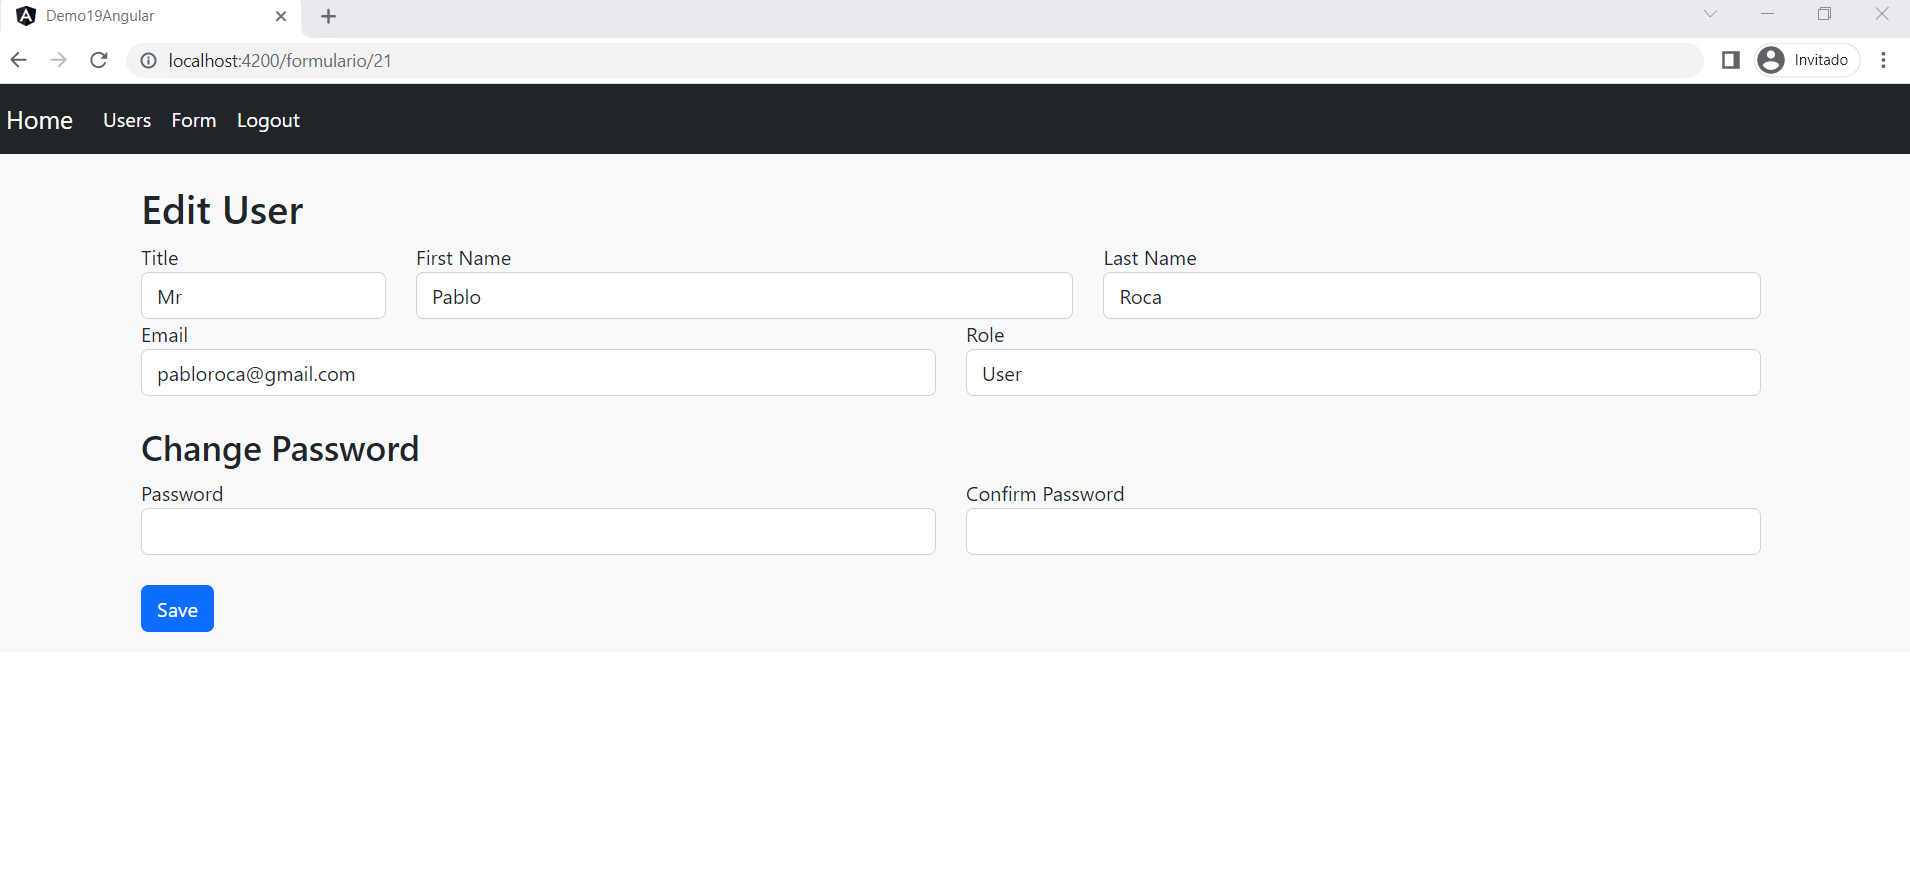 Demo19Angular
localhost:4200/formulario/21
Invitado
Home Users Form Logout
Edit User
Title First Name Last Name
Mr Pablo Roca
Email Role
pabloroca@gmail.com User
Change Password
Password Confirm Password
Save